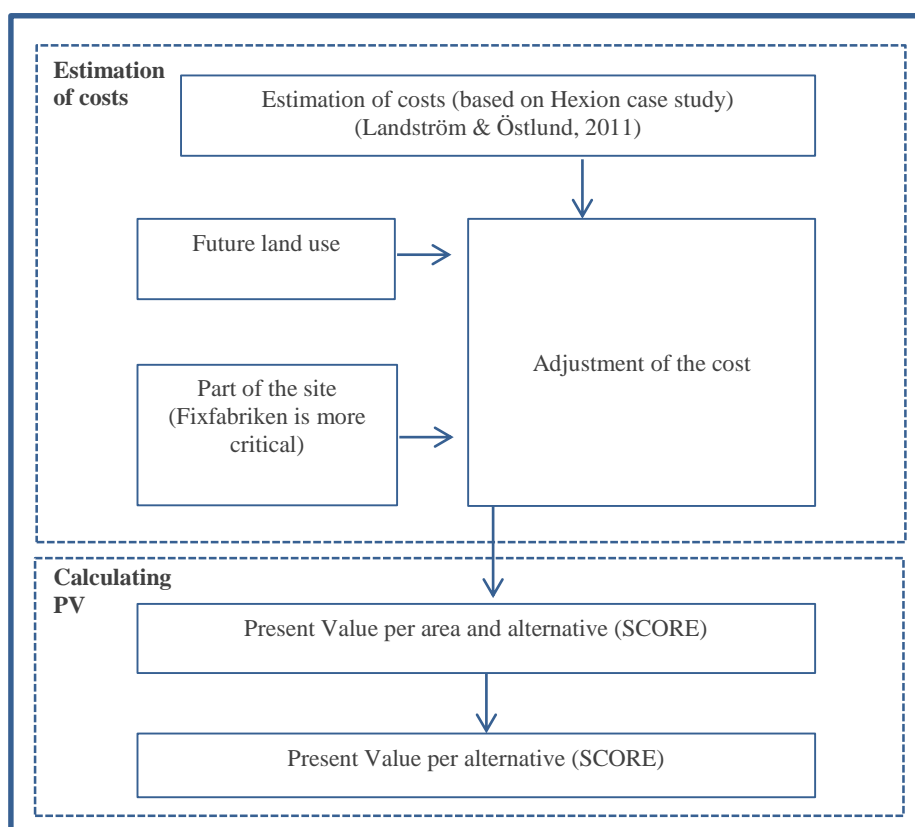 Estimation
of costs
Estimation of costs (based on Hexion case study)
(Landström & Östlund, 2011)
Future land use
Adjustment of the cost
Part of the site
(Fixfabriken is more
critical)
Calculating
PV
Present Value per area and alternative (SCORE)
Present Value per alternative (SCORE)